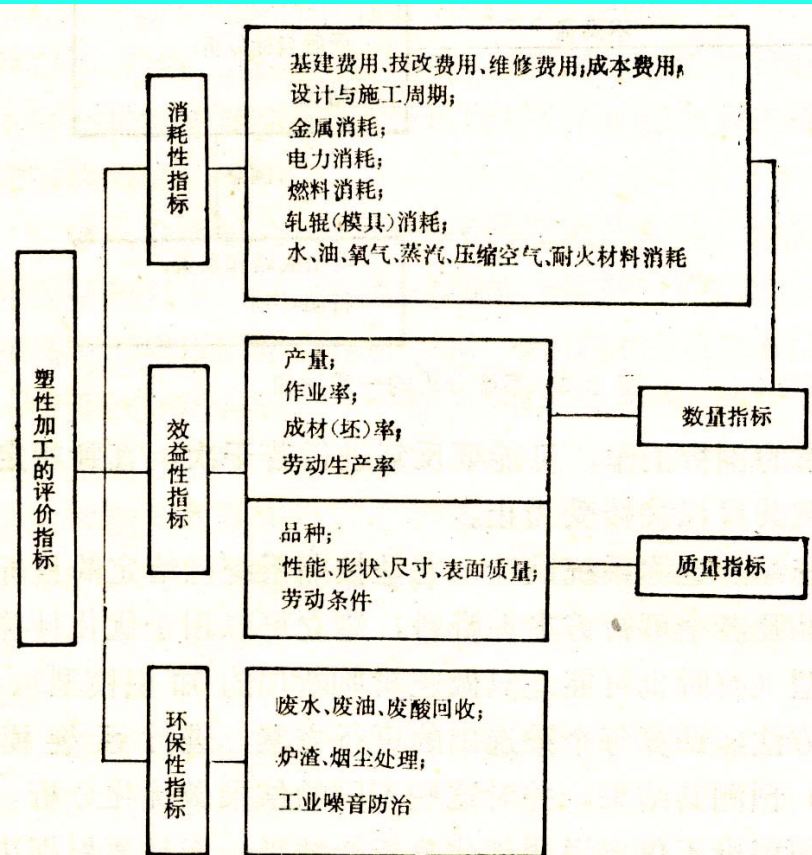 塑性加工的评价指标
消耗性指标
基建费用、技改费用、维修费用;成本费用;
设计与施工周期;
金属消耗;
电力消耗;
燃料消耗;
轧辊(模具)消耗;
水、油、氧气、蒸汽、压缩空气、耐火材料消耗
效益性指标
产量;
作业率;
成材(坯)率;
劳动生产率
品种;
性能、形状、尺寸、表面质量;
劳动条件
数量指标
质量指标
环保性指标
废水、废油、废酸回收;
炉渣、烟尘处理;
工业噪音防治